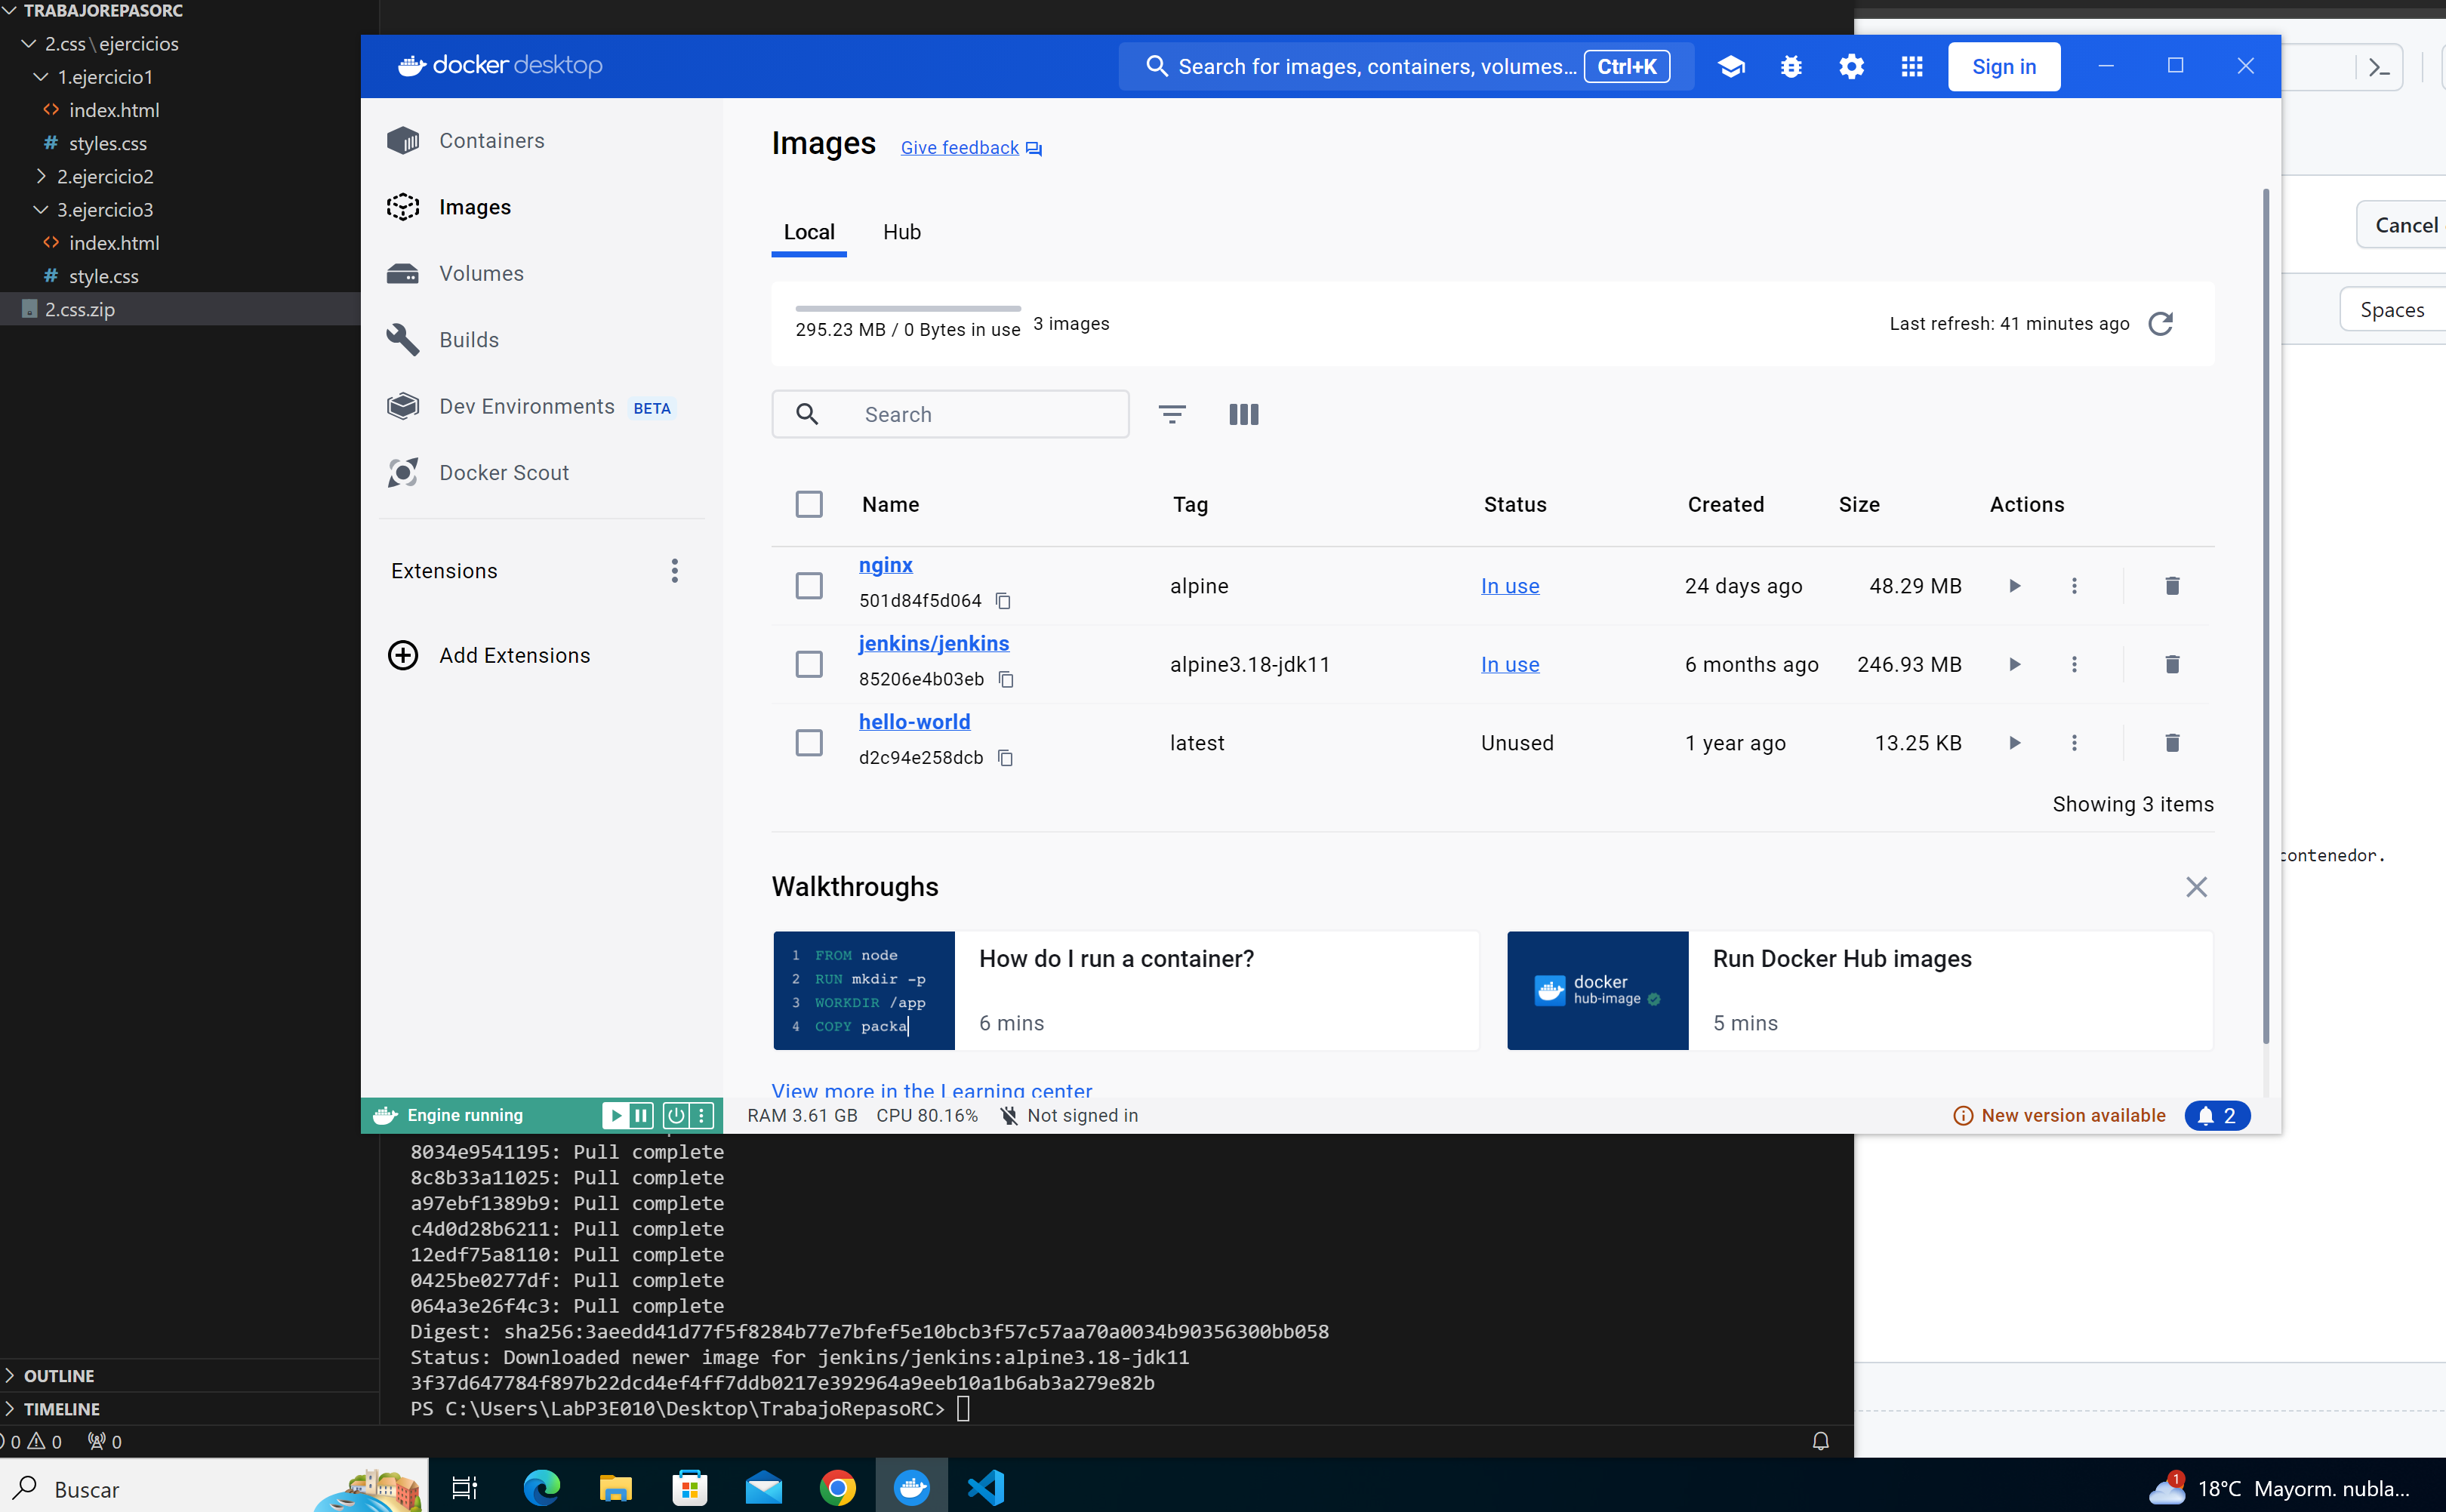 TRABAJOREPASORC
2.css\ejercicios
1.ejercicio1
index.html
styles.css
2.ejercicio2
3.ejercicio3
index.html
style.css
2.css.zip
OUTLINE
TIMELINE
0 0 0
docker desktop
Search for images, containers, volumes... Ctrl+K
Sign in
Containers
Images
Volumes
Builds
Dev Environments BETA
Docker Scout
Extensions
Add Extensions
Images Give feedback
Local Hub
295.23 MB / 0 Bytes in use 3 images
Last refresh: 41 minutes ago
Search
Name Tag Status Created Size Actions
nginx
501d84f5d064
alpine In use 24 days ago 48.29 MB
jenkins/jenkins
85206e4b03eb
alpine3.18-jdk11 In use 6 months ago 246.93 MB
hello-world
d2c94e258dcb
latest Unused 1 year ago 13.25 KB
Showing 3 items
Walkthroughs
1 FROM node
2 RUN mkdir -p
3 WORKDIR /app
4 COPY packa
How do I run a container?
6 mins
docker
hub-image
Run Docker Hub images
5 mins
View more in the Learning center
Engine running
RAM 3.61 GB CPU 80.16% Not signed in
New version available 2
Cancel
Spaces
contenedor.
8034e9541195: Pull complete
8c8b33a11025: Pull complete
a97ebf1389b9: Pull complete
c4d0d28b6211: Pull complete
12edf75a8110: Pull complete
0425be0277df: Pull complete
064a3e26f4c3: Pull complete
Digest: sha256:3aeedd41d77f5f8284b77e7bfef5e10bcb3f57c57aa70a0034b90356300bb058
Status: Downloaded newer image for jenkins/jenkins:alpine3.18-jdk11
3f37d647784f897b22dcd4ef4ff7ddb0217e392964a9eeb10a1b6ab3a279e82b
PS C:\Users\LabP3E010\Desktop\TrabajoRepasoRC>
Buscar
1
18°C Mayorm. nubla...